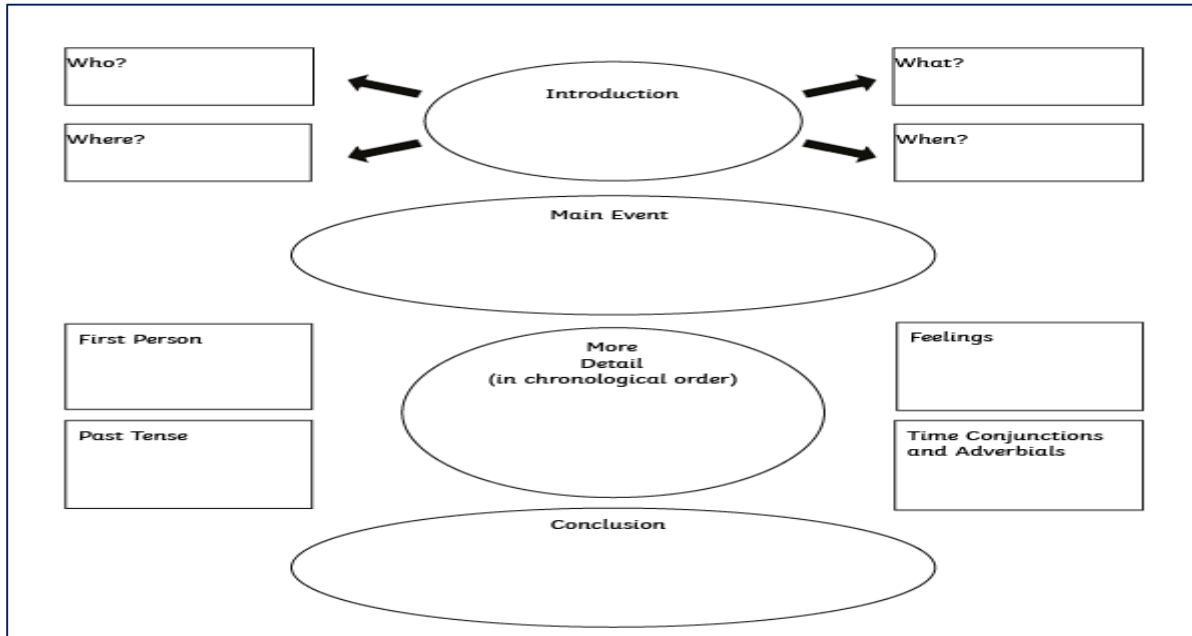 Who?
Introduction
What?
Where?
When?
Main Event
First Person
More
Detail
(in chronological order)
Feelings
Past Tense
Time Conjunctions
and Adverbials
Conclusion